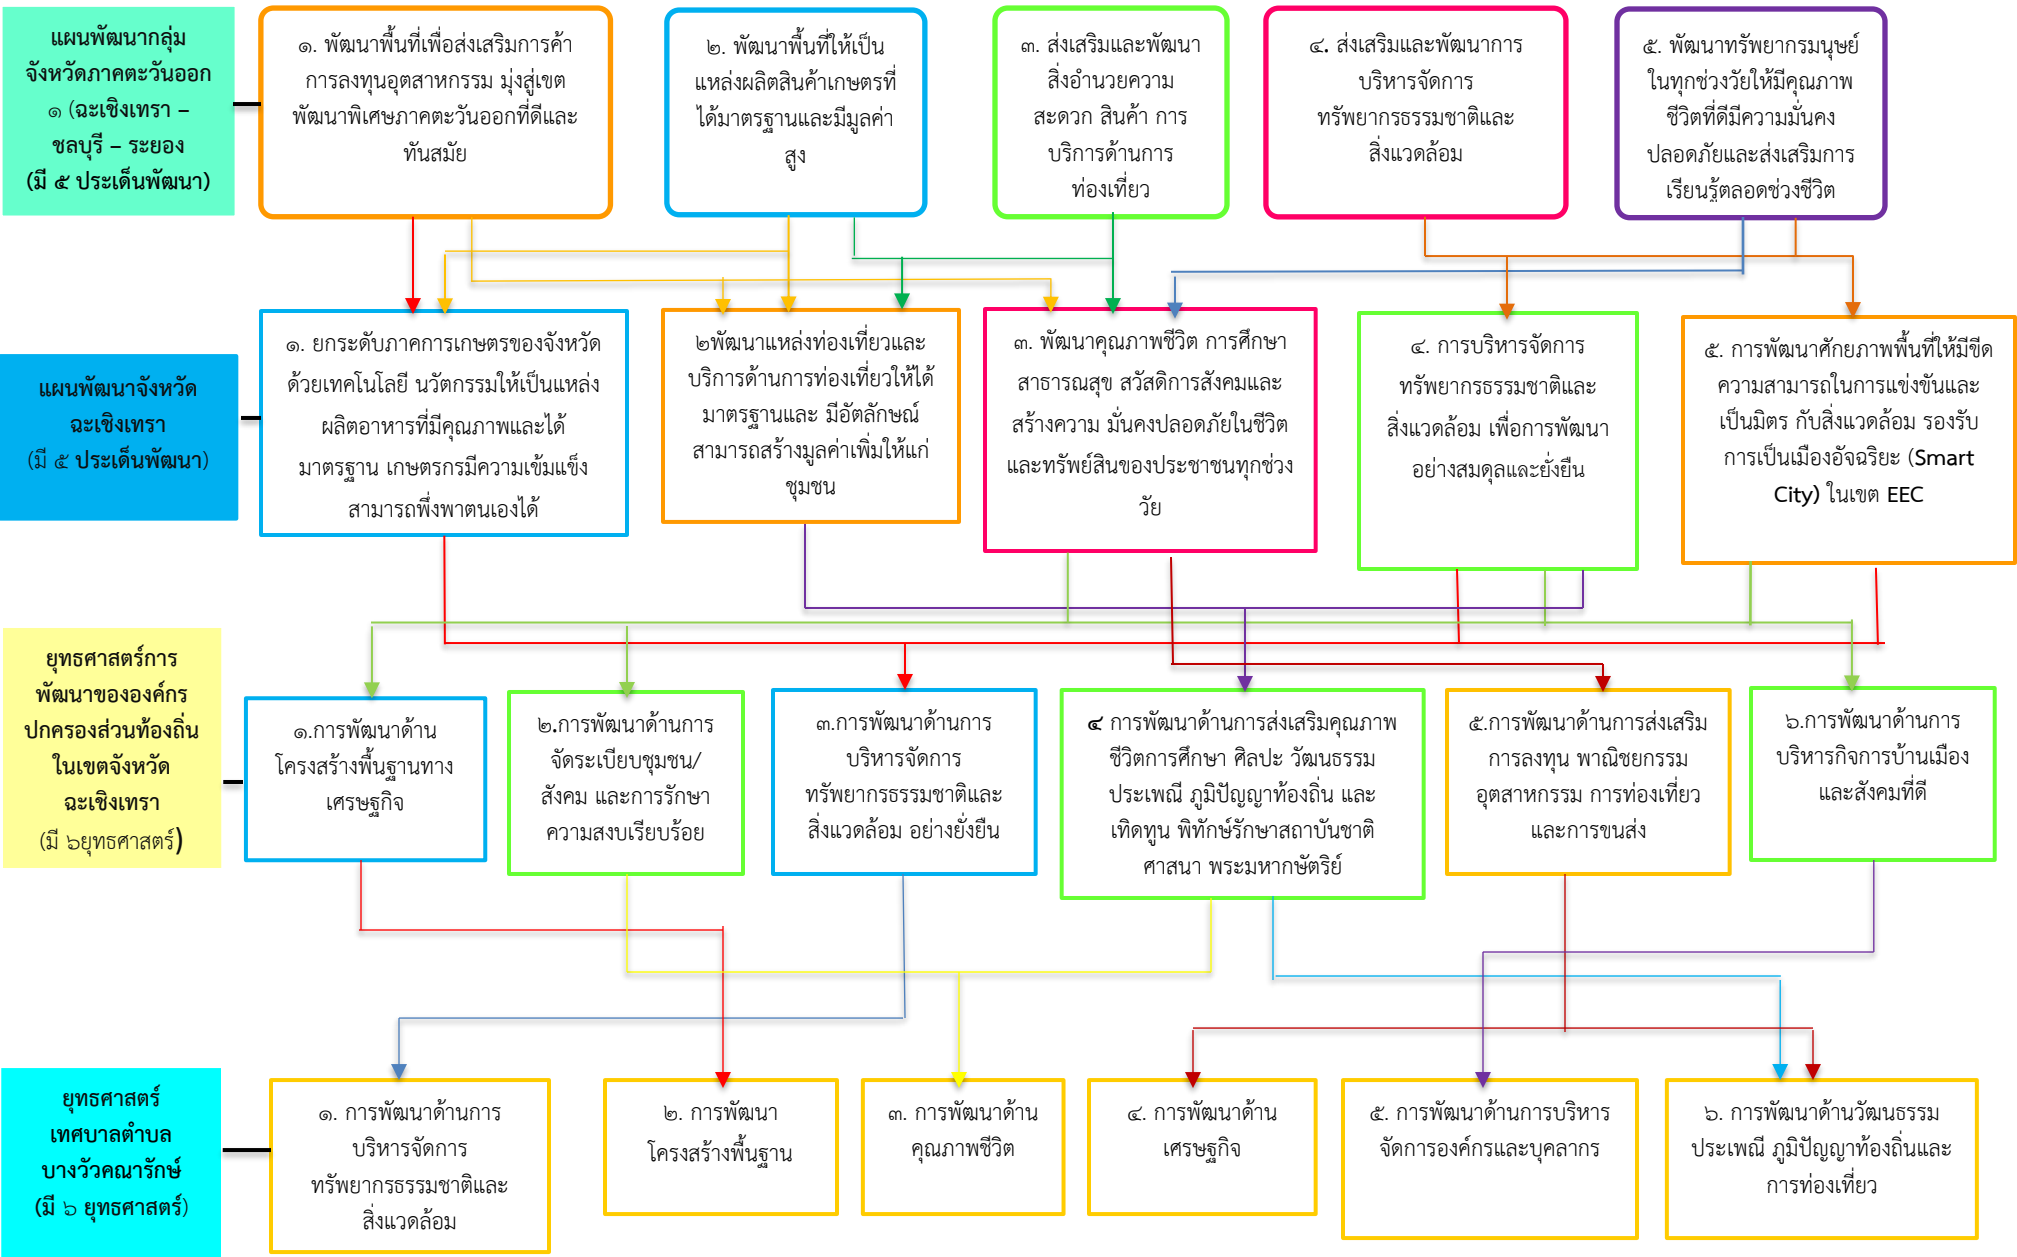 แผนพัฒนากลุ่ม
จังหวัดภาคตะวันออก
๑ (ฉะเชิงเทรา –
ชลบุรี – ระยอง
(มี ๕ ประเด็นพัฒนา)
๑. พัฒนาพื้นที่เพื่อส่งเสริมการค้า
การลงทุนอุตสาหกรรม มุ่งสู่เขต
พัฒนาพิเศษภาคตะวันออกที่ดีและ
ทันสมัย
๒. พัฒนาพื้นที่ให้เป็น
แหล่งผลิตสินค้าเกษตรที่
ได้มาตรฐานและมีมูลค่า
สูง
๓. ส่งเสริมและพัฒนา
สิ่งอำนวยความ
สะดวก สินค้า การ
บริการด้านการ
ท่องเที่ยว
๔. ส่งเสริมและพัฒนาการ
บริหารจัดการ
ทรัพยากรธรรมชาติและ
สิ่งแวดล้อม
๕. พัฒนาทรัพยากรมนุษย์
ในทุกช่วงวัยให้มีคุณภาพ
ชีวิตที่ดีมีความมั่นคง
ปลอดภัยและส่งเสริมการ
เรียนรู้ตลอดช่วงชีวิต
แผนพัฒนาจังหวัด
ฉะเชิงเทรา
(มี ๕ ประเด็นพัฒนา)
๑. ยกระดับภาคการเกษตรของจังหวัด
ด้วยเทคโนโลยี นวัตกรรมให้เป็นแหล่ง
ผลิตอาหารที่มีคุณภาพและได้
มาตรฐาน เกษตรกรมีความเข้มแข็ง
สามารถพึ่งพาตนเองได้
๒พัฒนาแหล่งท่องเที่ยวและ
บริการด้านการท่องเที่ยวให้ได้
มาตรฐานและ มีอัตลักษณ์
สามารถสร้างมูลค่าเพิ่มให้แก่
ชุมชน
๓. พัฒนาคุณภาพชีวิต การศึกษา
สาธารณสุข สวัสดิการสังคมและ
สร้างความ มั่นคงปลอดภัยในชีวิต
และทรัพย์สินของประชาชนทุกช่วง
วัย
๔. การบริหารจัดการ
ทรัพยากรธรรมชาติและ
สิ่งแวดล้อม เพื่อการพัฒนา
อย่างสมดุลและยั่งยืน
๕. การพัฒนาศักยภาพพื้นที่ให้มีขีด
ความสามารถในการแข่งขันและ
เป็นมิตร กับสิ่งแวดล้อม รองรับ
การเป็นเมืองอัจฉริยะ (Smart
City) ในเขต EEC
ยุทธศาสตร์การ
พัฒนาขององค์กร
ปกครองส่วนท้องถิ่น
ในเขตจังหวัด
ฉะเชิงเทรา
(มี ๖ยุทธศาสตร์)
๑.การพัฒนาด้าน
โครงสร้างพื้นฐานทาง
เศรษฐกิจ
๒.การพัฒนาด้านการ
จัดระเบียบชุมชน/
สังคม และการรักษา
ความสงบเรียบร้อย
๓.การพัฒนาด้านการ
บริหารจัดการ
ทรัพยากรธรรมชาติและ
สิ่งแวดล้อม อย่างยั่งยืน
๔ การพัฒนาด้านการส่งเสริมคุณภาพ
ชีวิตการศึกษา ศิลปะ วัฒนธรรม
ประเพณี ภูมิปัญญาท้องถิ่น และ
เทิดทูน พิทักษ์รักษาสถาบันชาติ
ศาสนา พระมหากษัตริย์
๕.การพัฒนาด้านการส่งเสริม
การลงทุน พาณิชยกรรม
อุตสาหกรรม การท่องเที่ยว
และการขนส่ง
๖.การพัฒนาด้านการ
บริหารกิจการบ้านเมือง
และสังคมที่ดี
ยุทธศาสตร์
เทศบาลตำบล
บางวัวคณารักษ์
(มี ๖ ยุทธศาสตร์)
๑. การพัฒนาด้านการ
บริหารจัดการ
ทรัพยากรธรรมชาติและ
สิ่งแวดล้อม
๒. การพัฒนา
โครงสร้างพื้นฐาน
๓. การพัฒนาด้าน
คุณภาพชีวิต
๔. การพัฒนาด้าน
เศรษฐกิจ
๕. การพัฒนาด้านการบริหาร
จัดการองค์กรและบุคลากร
๖. การพัฒนาด้านวัฒนธรรม
ประเพณี ภูมิปัญญาท้องถิ่นและ
การท่องเที่ยว